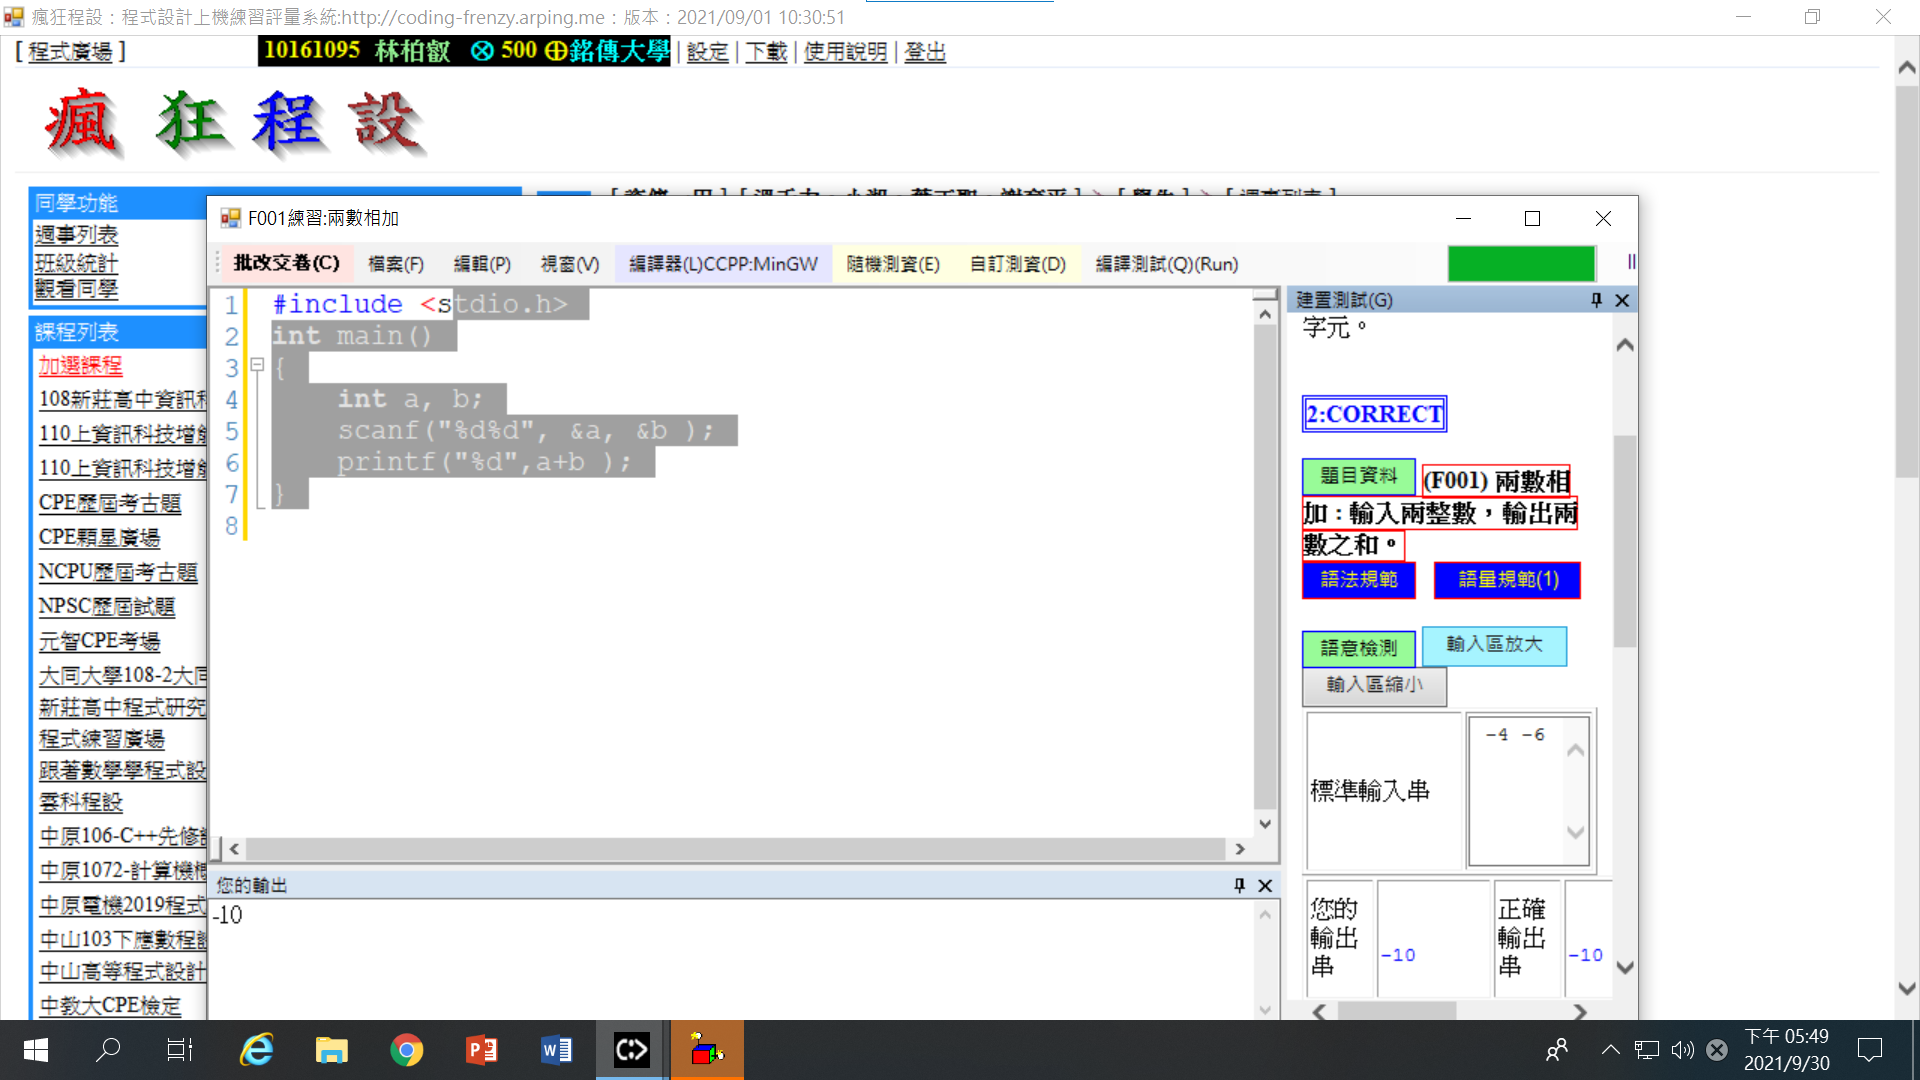 瘋狂程設：程式設計上機練習評量系統:http://coding-frenzy.arping.me：版本：2021/09/01 10:30:51
[ 程式廣場 ]
10161095 林柏叡 ⊗ 500 ⊕銘傳大學 | 設定 | 下載 | 使用說明 | 登出
瘋狂程設
同學功能
週事列表
班級統計
觀看同學
課程列表
加選課程
108新莊高中資訊
110上資訊科技增
110上資訊科技增
CPE歷屆考古題
CPE顆星廣場
NCPU歷屆考古題
NPSC歷屆試題
元智CPE考場
大同大學108-2大同
新莊高中程式研究
程式練習廣場
跟著數學學程式設
雲科程設
中原106-C++先修
中原1072-計算機概
中原電機2019程式
中山103下應數程設
中山高等程式設計
中教大CPE檢定
F001練習:兩數相加
批改交卷(C) 檔案(F) 編輯(P) 視窗(V) 編譯器(L)CCPP:MinGW 隨機測資(E) 自訂測資(D) 編譯測試(Q)(Run)
1 #include <stdio.h>
2 int main()
3 {
4 int a, b;
5 scanf("%d%d", &a, &b );
6 printf("%d",a+b );
7 }
8
您的輸出
-10
建置測試(G)
字元。
2:CORRECT
題目資料 (F001) 兩數相
加：輸入兩整數，輸出兩
數之和。
語法規範 語量規範(1)
語意檢測 輸入區放大
輸入區縮小
標準輸入串 -4 -6
您的輸出串 -10 正確輸出串 -10
下午 05:49
2021/9/30